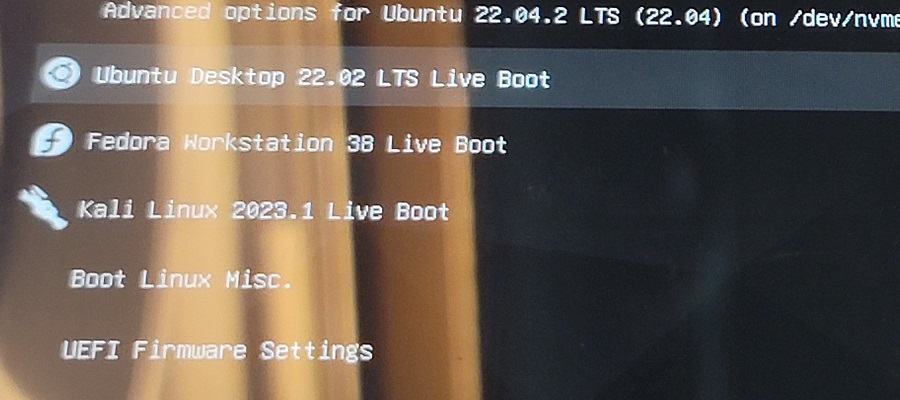 Advanced options for Ubuntu 22.04.2 LTS (22.04) (on /dev/nvme
Ubuntu Desktop 22.02 LTS Live Boot
Fedora Workstation 38 Live Boot
Kali Linux 2023.1 Live Boot
Boot Linux Misc.
UEFI Firmware Settings